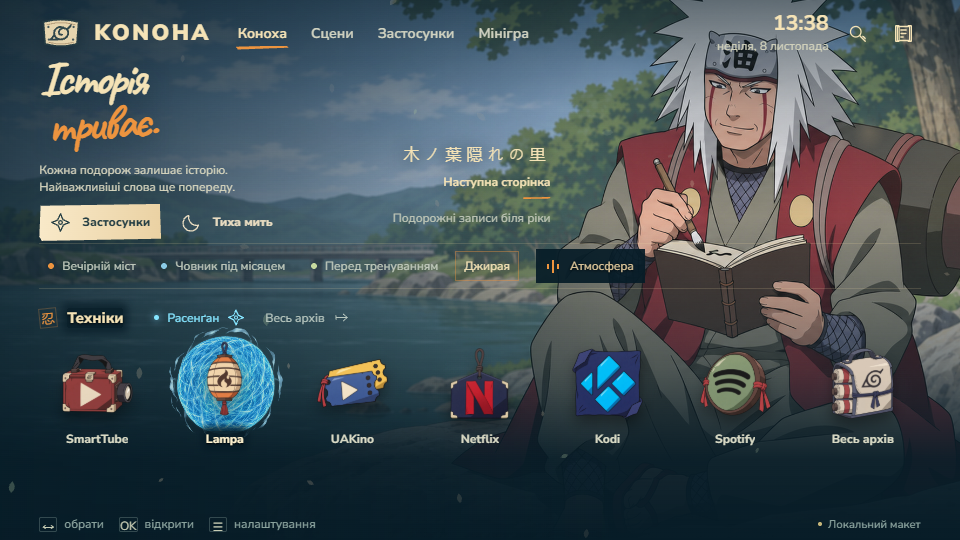 KONOHA
Коноха
Сцени
Застосунки
Мінігра
13:38
неділя, 8 листопада
油
Історія
триває.
Кожна подорож залишає історію.
Найважливіші слова ще попереду.
木ノ葉隠れの里
Наступна сторінка
Подорожні записи біля ріки
Застосунки
Тиха мить
Вечірній міст
Човник під місяцем
Перед тренуванням
Джирая
Атмосфера
忍
Техніки
Расенґан
Весь архів
N
SmartTube
Lampa
UAKino
Netflix
Kodi
Spotify
Весь архів
обрати
OK
відкрити
налаштування
Локальний макет